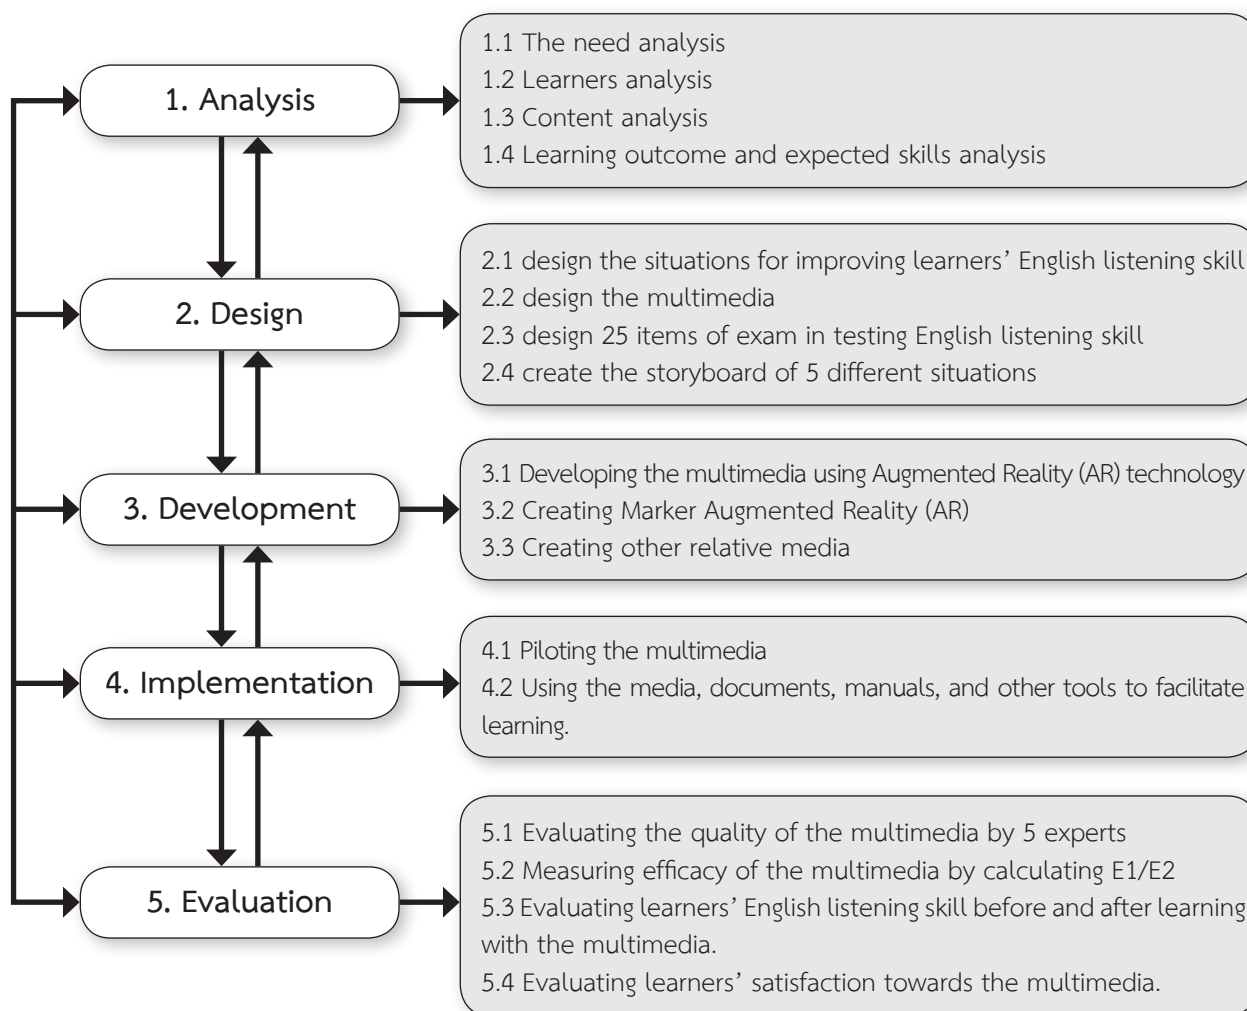 1. Analysis
1.1 The need analysis
1.2 Learners analysis
1.3 Content analysis
1.4 Learning outcome and expected skills analysis
2. Design
2.1 design the situations for improving learners’ English listening skill
2.2 design the multimedia
2.3 design 25 items of exam in testing English listening skill
2.4 create the storyboard of 5 different situations
3. Development
3.1 Developing the multimedia using Augmented Reality (AR) technology
3.2 Creating Marker Augmented Reality (AR)
3.3 Creating other relative media
4. Implementation
4.1 Piloting the multimedia
4.2 Using the media, documents, manuals, and other tools to facilitate
learning.
5. Evaluation
5.1 Evaluating the quality of the multimedia by 5 experts
5.2 Measuring efficacy of the multimedia by calculating E1/E2
5.3 Evaluating learners’ English listening skill before and after learning
with the multimedia.
5.4 Evaluating learners’ satisfaction towards the multimedia.